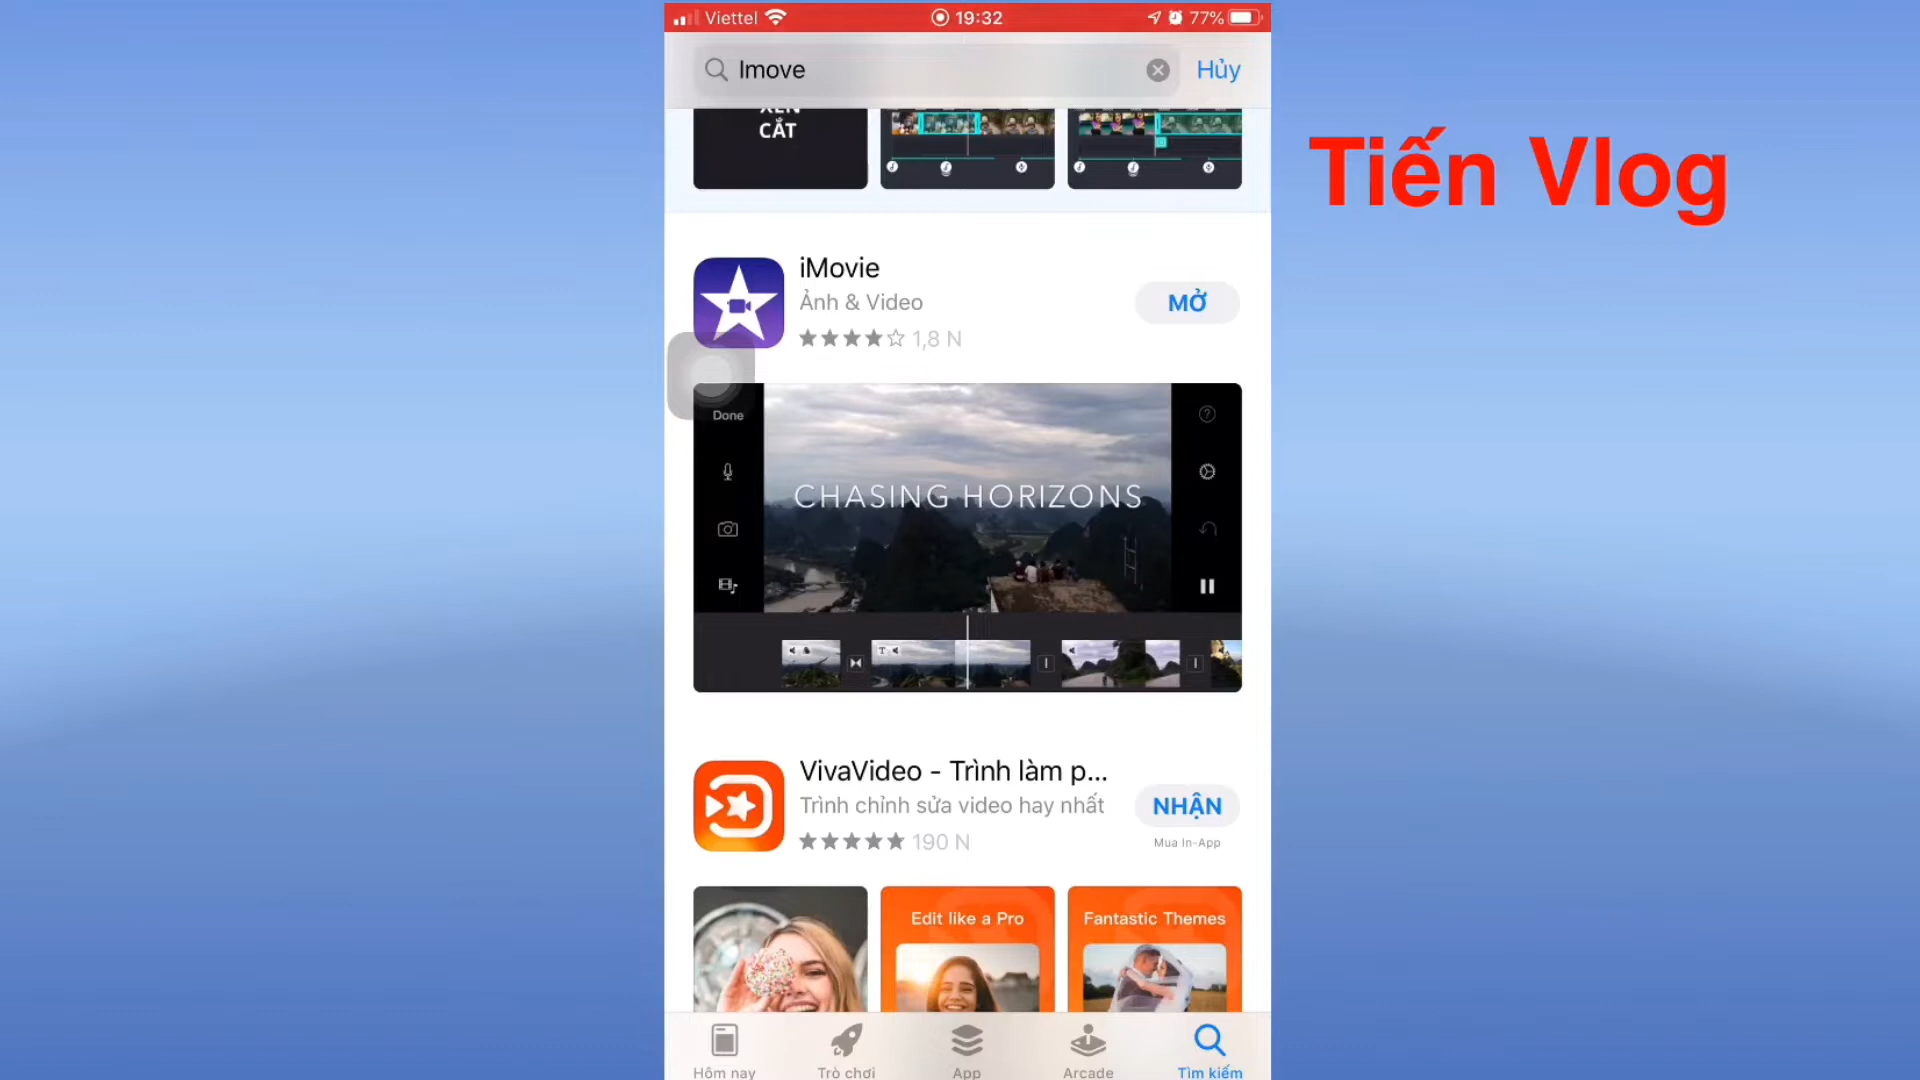 Viettel 19:32 77%
Imove Hủy
CẮT
Tiến Vlog
iMovie
Ảnh & Video
MỞ
1,8 N
Done
CHASING HORIZONS
VivaVideo - Trình làm p...
Trình chỉnh sửa video hay nhất
NHẬN
190 N
Mua In-App
Edit like a Pro
Fantastic Themes
Hôm nay Trò chơi App Arcade Tìm kiếm